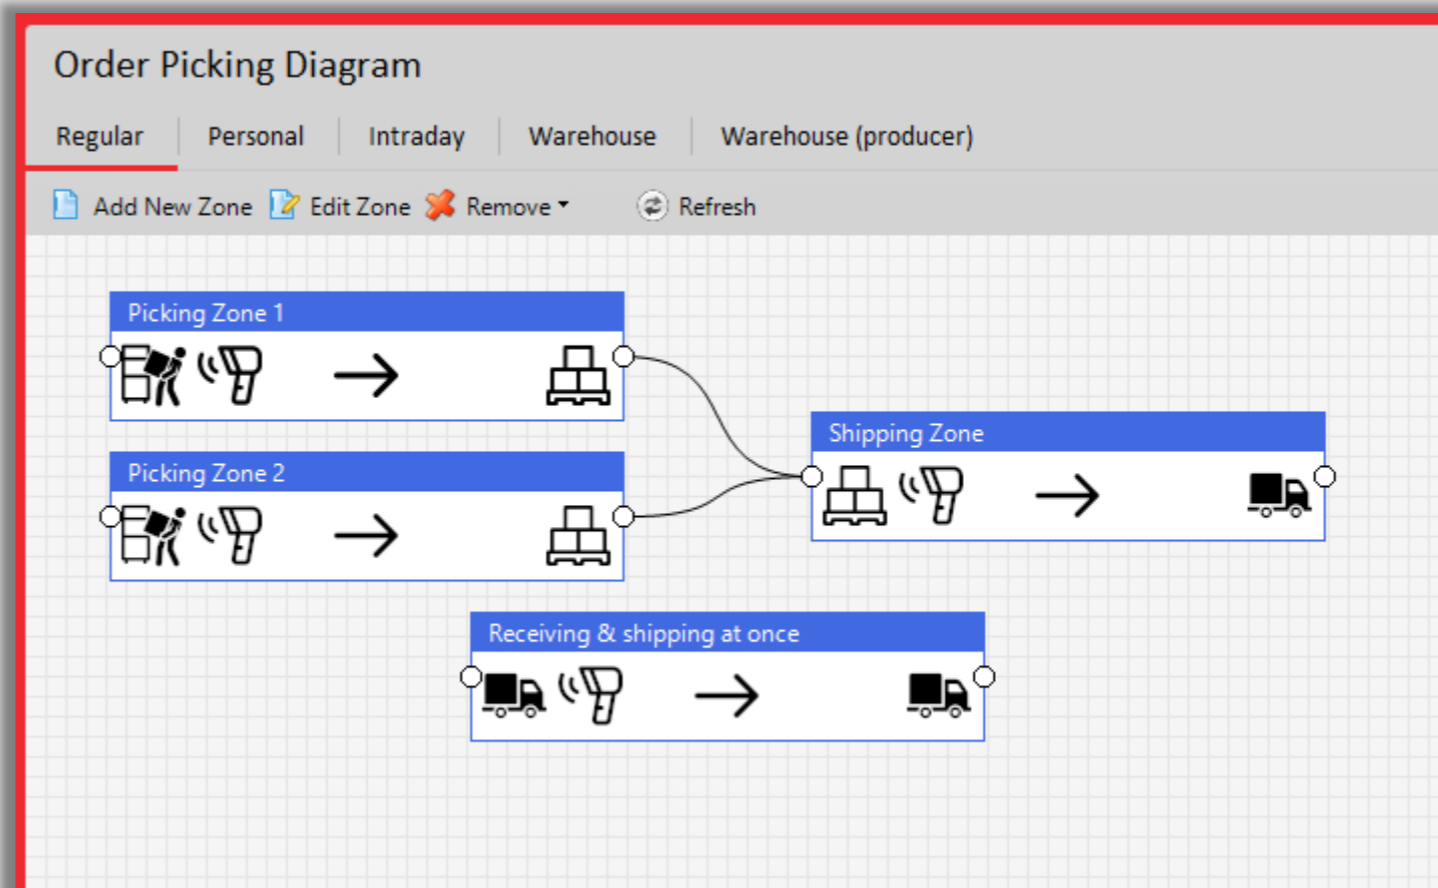 Order Picking Diagram
Regular Personal Intraday Warehouse Warehouse (producer)
Add New Zone Edit Zone Remove Refresh
Picking Zone 1
Shipping Zone
Picking Zone 2
Receiving & shipping at once